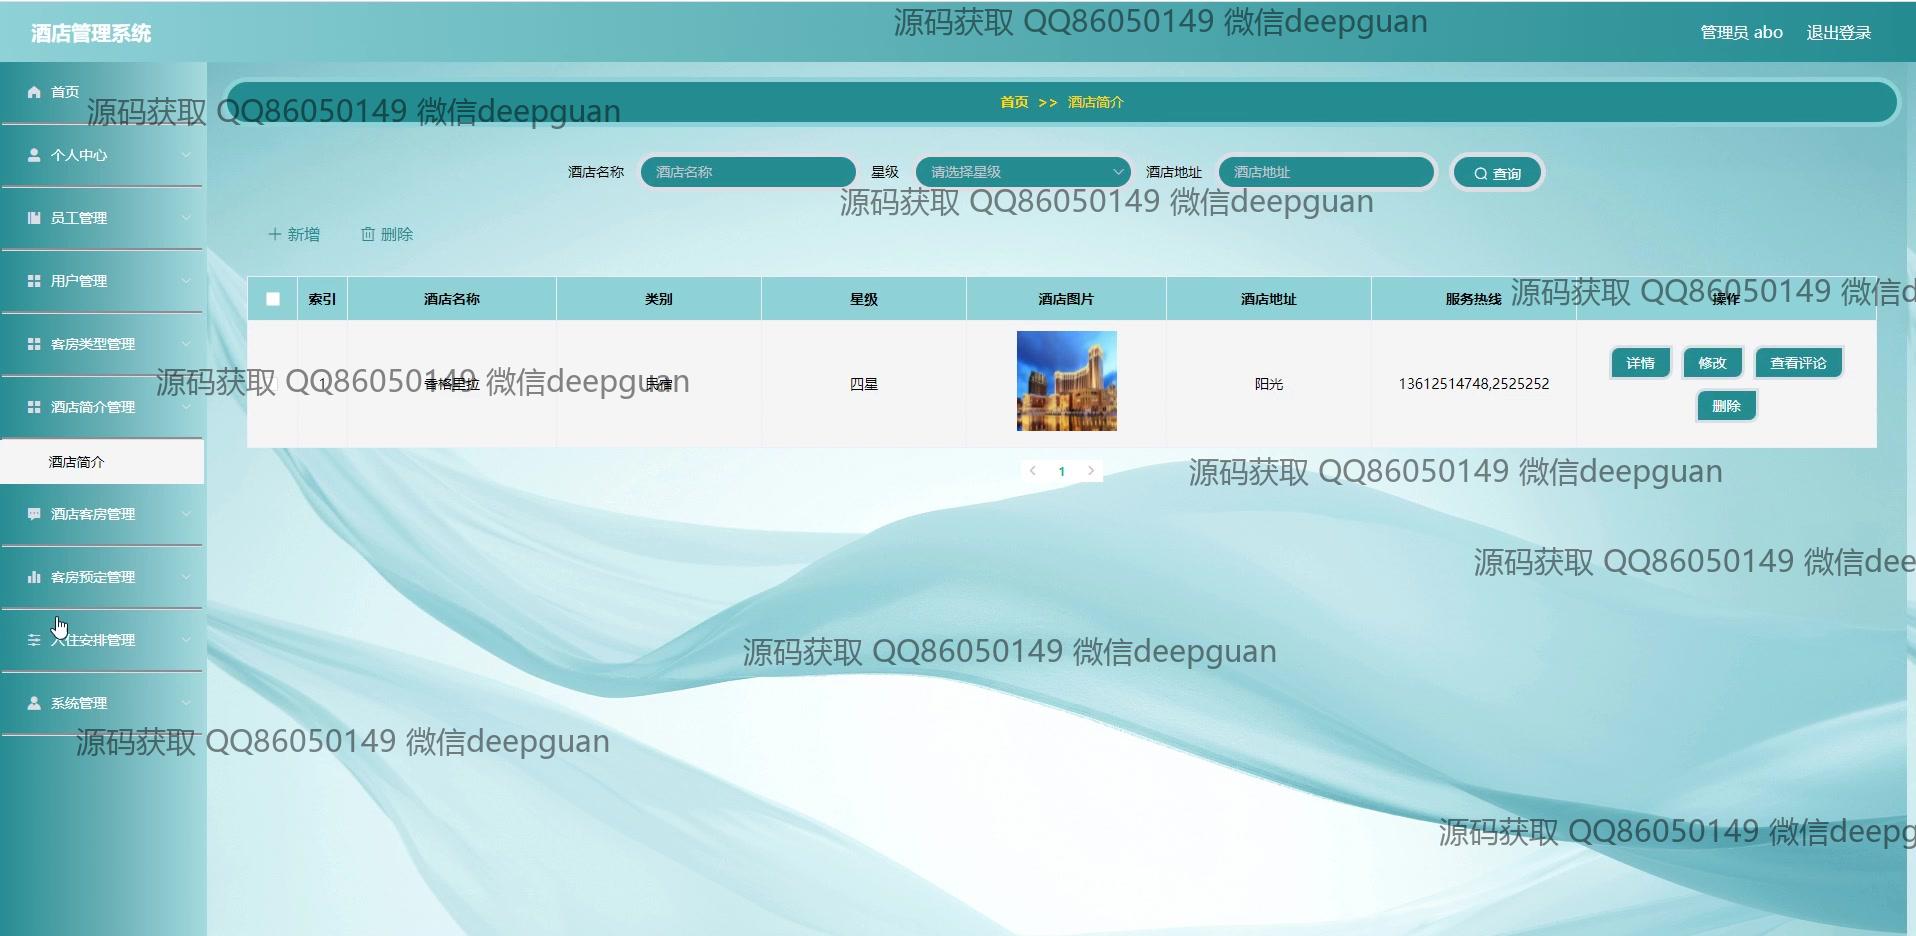 酒店管理系统
源码获取 QQ86050149 微信deepguan
管理员 abo 退出登录
首页
源码获取 QQ86050149 微信deepguan
首页 >> 酒店简介
个人中心
酒店名称 酒店名称 星级 请选择星级 酒店地址 酒店地址 查询
源码获取 QQ86050149 微信deepguan
员工管理
新增 删除
用户管理
索引 酒店名称 类别 星级 酒店图片 酒店地址 服务热线 操作
源码获取 QQ86050149 微信d
客房类型管理
1 香格里拉 四星 阳光 13612514748,2525252
详情 修改 查看评论
删除
源码获取 QQ86050149 微信deepguan
酒店简介管理
酒店简介
1
源码获取 QQ86050149 微信deepguan
酒店客房管理
源码获取 QQ86050149 微信dee
客房预定管理
入住安排管理
源码获取 QQ86050149 微信deepguan
系统管理
源码获取 QQ86050149 微信deepguan
源码获取 QQ86050149 微信deepg